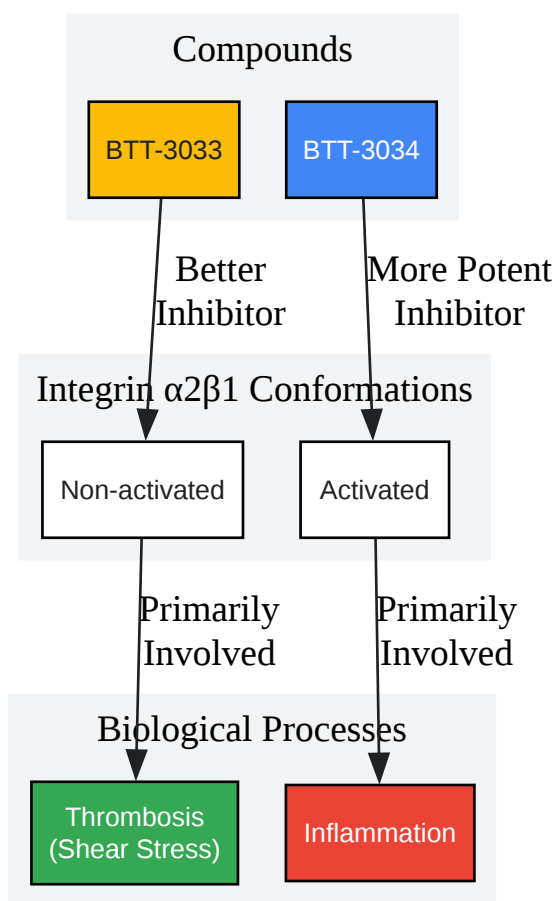 Compounds
BTT-3033
BTT-3034
Better
Inhibitor
More Potent
Inhibitor
Integrin α2β1 Conformations
Non-activated
Activated
Primarily
Involved
Primarily
Involved
Biological Processes
Thrombosis
(Shear Stress)
Inflammation